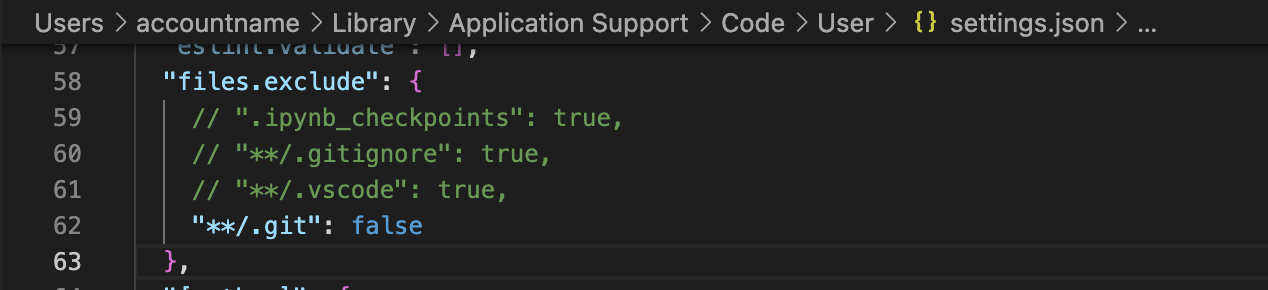 Users > accountname > Library > Application Support > Code > User > {} settings.json > ...
57 "eslint.validate": [],
58 "files.exclude": {
59 // ".ipynb_checkpoints": true,
60 // "**/.gitignore": true,
61 // "**/.vscode": true,
62 "**/.git": false
63 },